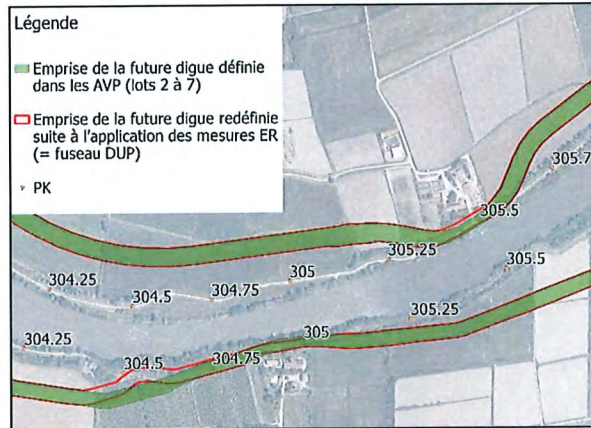 Légende
Emprise de la future digue définie
dans les AVP (lots 2 à 7)
Emprise de la future digue redéfinie
suite à l'application des mesures ER
(= fuseau DUP)
PK
305.7
305.5
305.25
304.25
304.5
304.75
305
305.5
305.25
304.25
304.5
304.75
305